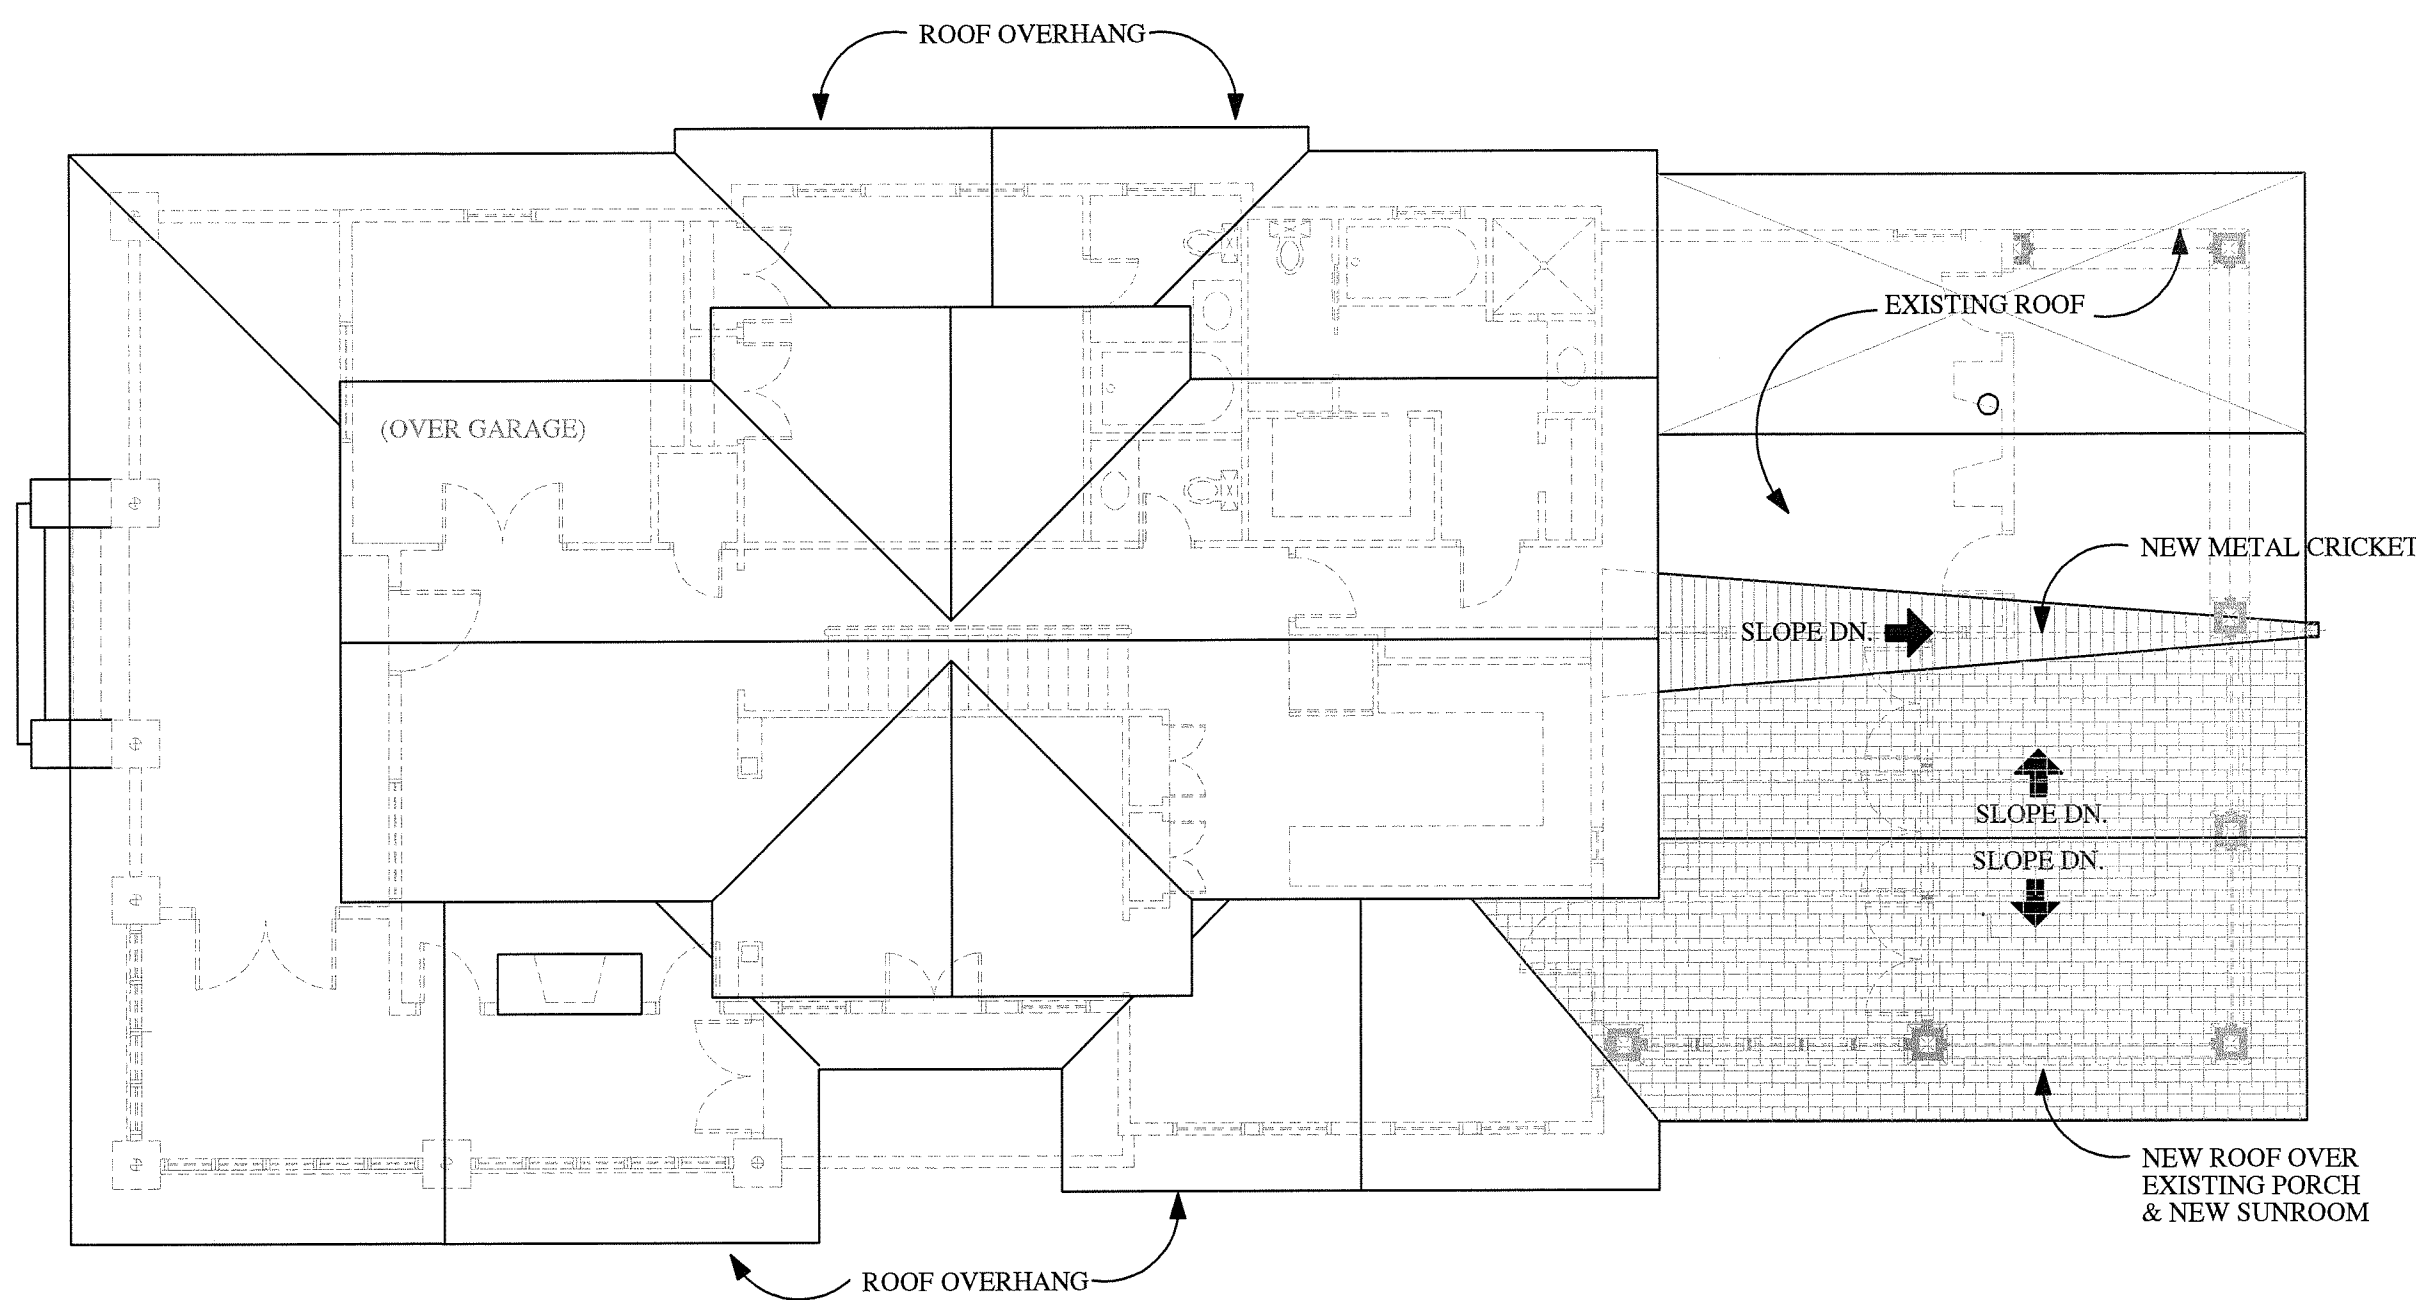 ROOF OVERHANG
EXISTING ROOF
(OVER GARAGE)
NEW METAL CRICKET
SLOPE DN.
SLOPE DN.
SLOPE DN.
NEW ROOF OVER
EXISTING PORCH
& NEW SUNROOM
ROOF OVERHANG